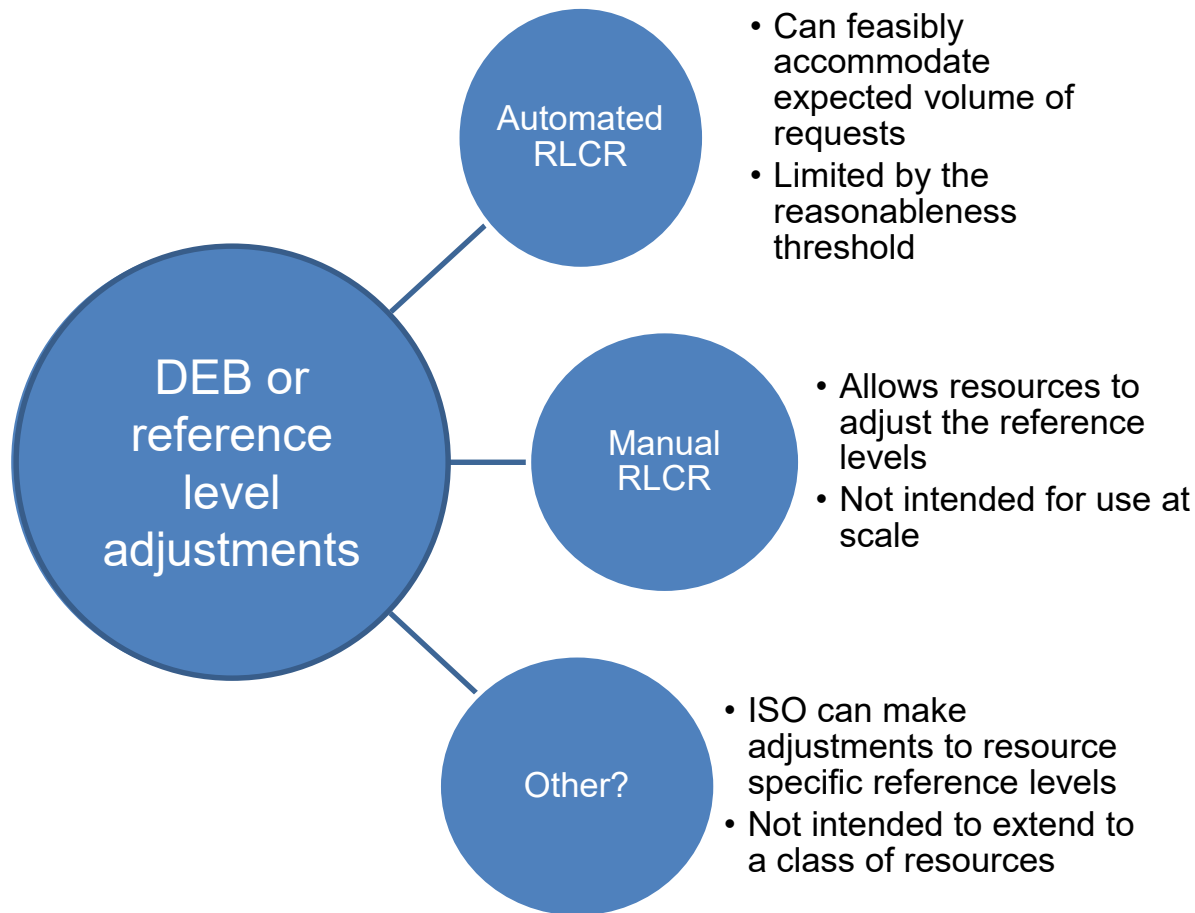 DEB or
reference
level
adjustments
Automated
RLCR
• Can feasibly
accommodate
expected volume of
requests
• Limited by the
reasonableness
threshold
Manual
RLCR
• Allows resources to
adjust the reference
levels
• Not intended for use at
scale
Other?
• ISO can make
adjustments to resource
specific reference levels
• Not intended to extend to
a class of resources